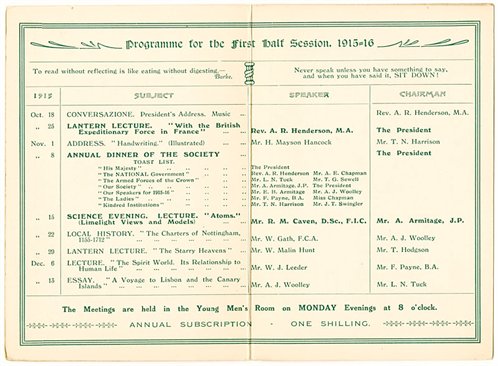 Programme for the First Half Session. 1915-16
To read without reflecting is like eating without digesting.— Never speak unless you have something to say,
Burke. and when you have said it, SIT DOWN!
1915 SUBJECT SPEAKER CHAIRMAN
Oct. 18 CONVERSAZIONE. President's Address. Music Rev. A. R. Henderson, M.A.
„ 25 LANTERN LECTURE. "With the British
Expeditionary Force in France" Rev. A. R. Henderson, M.A. The President
Nov. 1 ADDRESS. "Handwriting." (Illustrated) Mr. H. Mayson Hancock Mr. T. N. Harrison
„ 8 ANNUAL DINNER OF THE SOCIETY The President
TOAST LIST.
"His Majesty" The President
"The NATIONAL Government" Rev. A. R. Henderson Mr. A. E. Chapman
"The Armed Forces of the Crown" Mr. L. N. Tuck Mr. T. G. Sewell
"Our Society" Mr. A. Armitage, J.P. The President
"Our Speakers for 1915-16" Mr. H. Armitage Mr. A. J. Woolley
"The Ladies" Mr. F. Payne, B.A. Miss Chapman
"Kindred Institutions" Mr. T. N. Harrison Mr. J. T. Swingler
„ 15 SCIENCE EVENING. LECTURE. "Atoms."
(Limelight Views and Models) Mr. R. M. Caven, D.Sc., F.I.C. Mr. A. Armitage, J.P.
„ 22 LOCAL HISTORY. "The Charters of Nottingham,
1155-1712" Mr. W. Gath, F.C.A. Mr. A. J. Woolley
„ 29 LANTERN LECTURE. "The Starry Heavens" Mr. W. Malin Hunt Mr. T. Hodgson
Dec. 6 LECTURE. "The Spirit World. Its Relationship to
Human Life" Mr. W. J. Leeder Mr. F. Payne, B.A.
„ 13 ESSAY. "A Voyage to Lisbon and the Canary
Islands" Mr. A. J. Woolley Mr. L. N. Tuck
The Meetings are held in the Young Men's Room on MONDAY Evenings at 8 o'clock.
ANNUAL SUBSCRIPTION - ONE SHILLING.